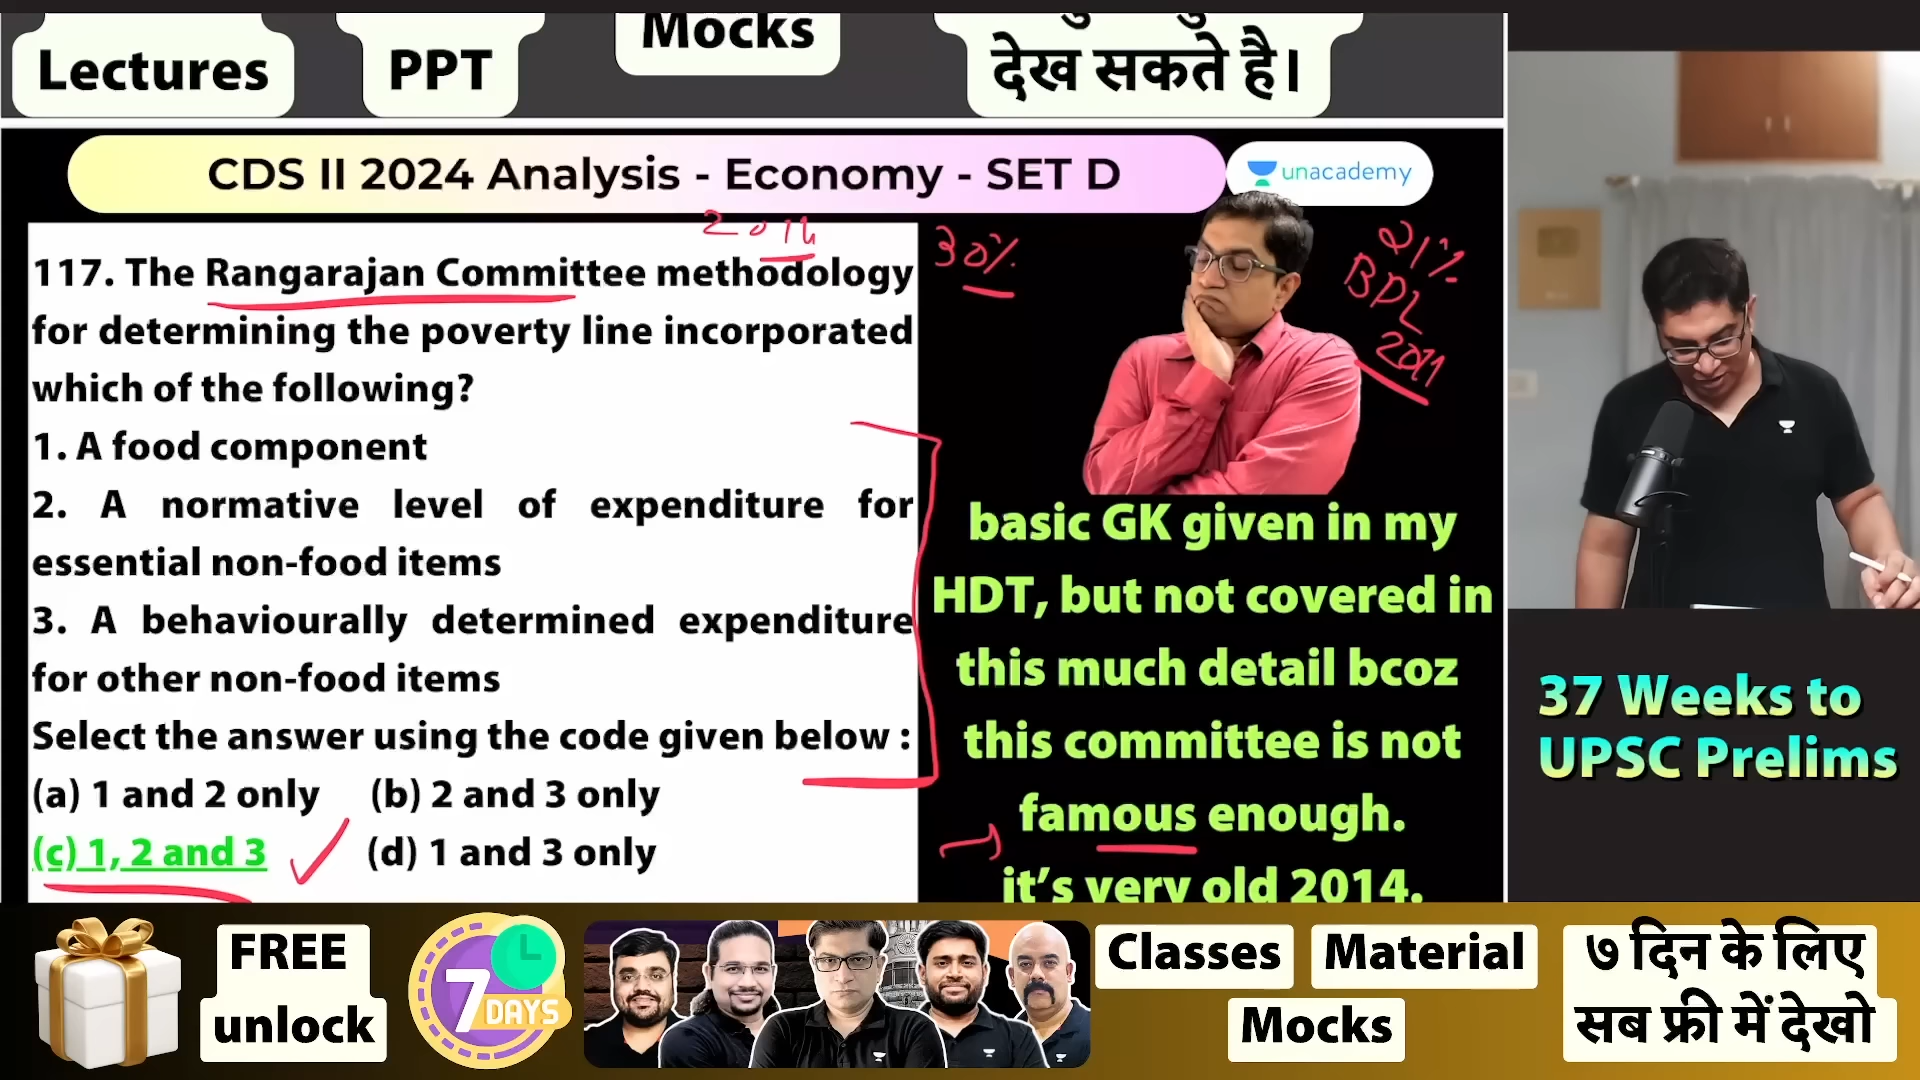 Lectures
PPT
Mocks
देख सकते है।
CDS II 2024 Analysis - Economy - SET D
unacademy
2014
117. The Rangarajan Committee methodology
for determining the poverty line incorporated
which of the following?
1. A food component
2. A normative level of expenditure for
essential non-food items
3. A behaviourally determined expenditure
for other non-food items
Select the answer using the code given below :
(a) 1 and 2 only (b) 2 and 3 only
(c) 1, 2 and 3 (d) 1 and 3 only
30%
21%
BPL
2011
basic GK given in my
HDT, but not covered in
this much detail bcoz
this committee is not
famous enough.
it’s very old 2014.
37 Weeks to
UPSC Prelims
FREE
unlock
7 DAYS
Classes Material
Mocks
७ दिन के लिए
सब फ्री में देखो